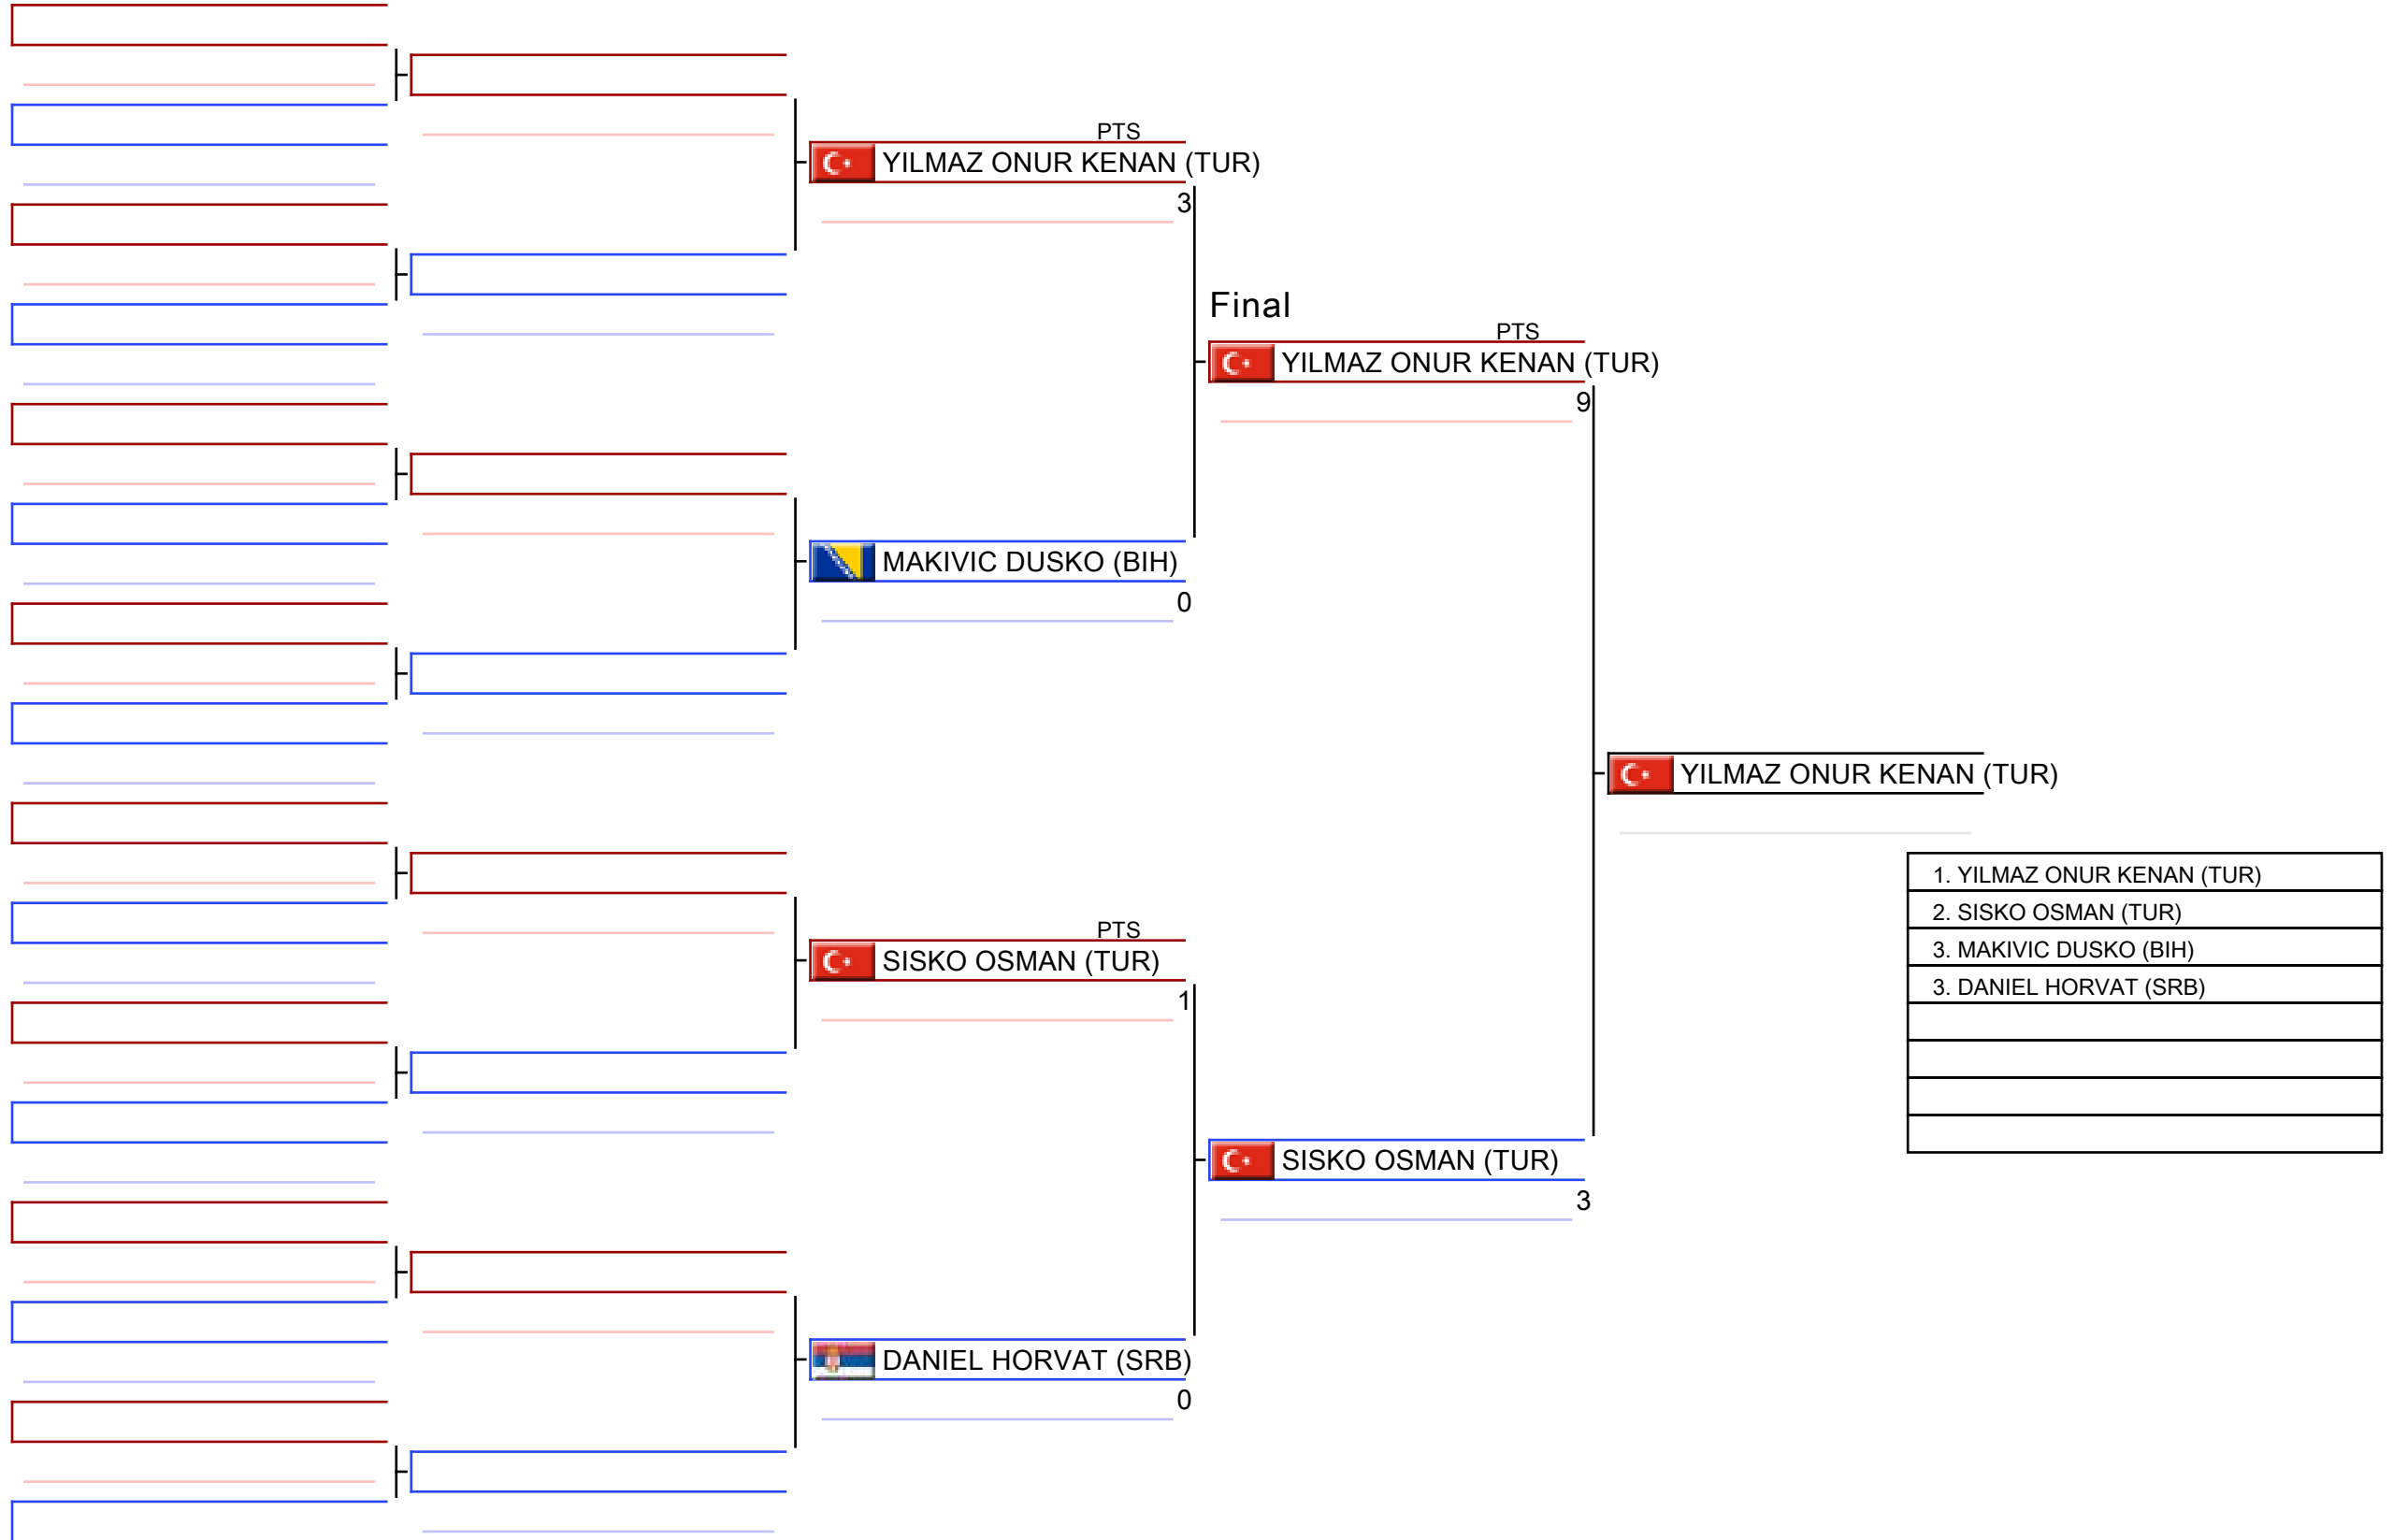 PTS
YILMAZ ONUR KENAN (TUR)
3
Final
PTS
YILMAZ ONUR KENAN (TUR)
9
MAKIVIC DUSKO (BIH)
0
YILMAZ ONUR KENAN (TUR)
1. YILMAZ ONUR KENAN (TUR)
2. SISKO OSMAN (TUR)
3. MAKIVIC DUSKO (BIH)
3. DANIEL HORVAT (SRB)
PTS
SISKO OSMAN (TUR)
1
SISKO OSMAN (TUR)
3
DANIEL HORVAT (SRB)
0